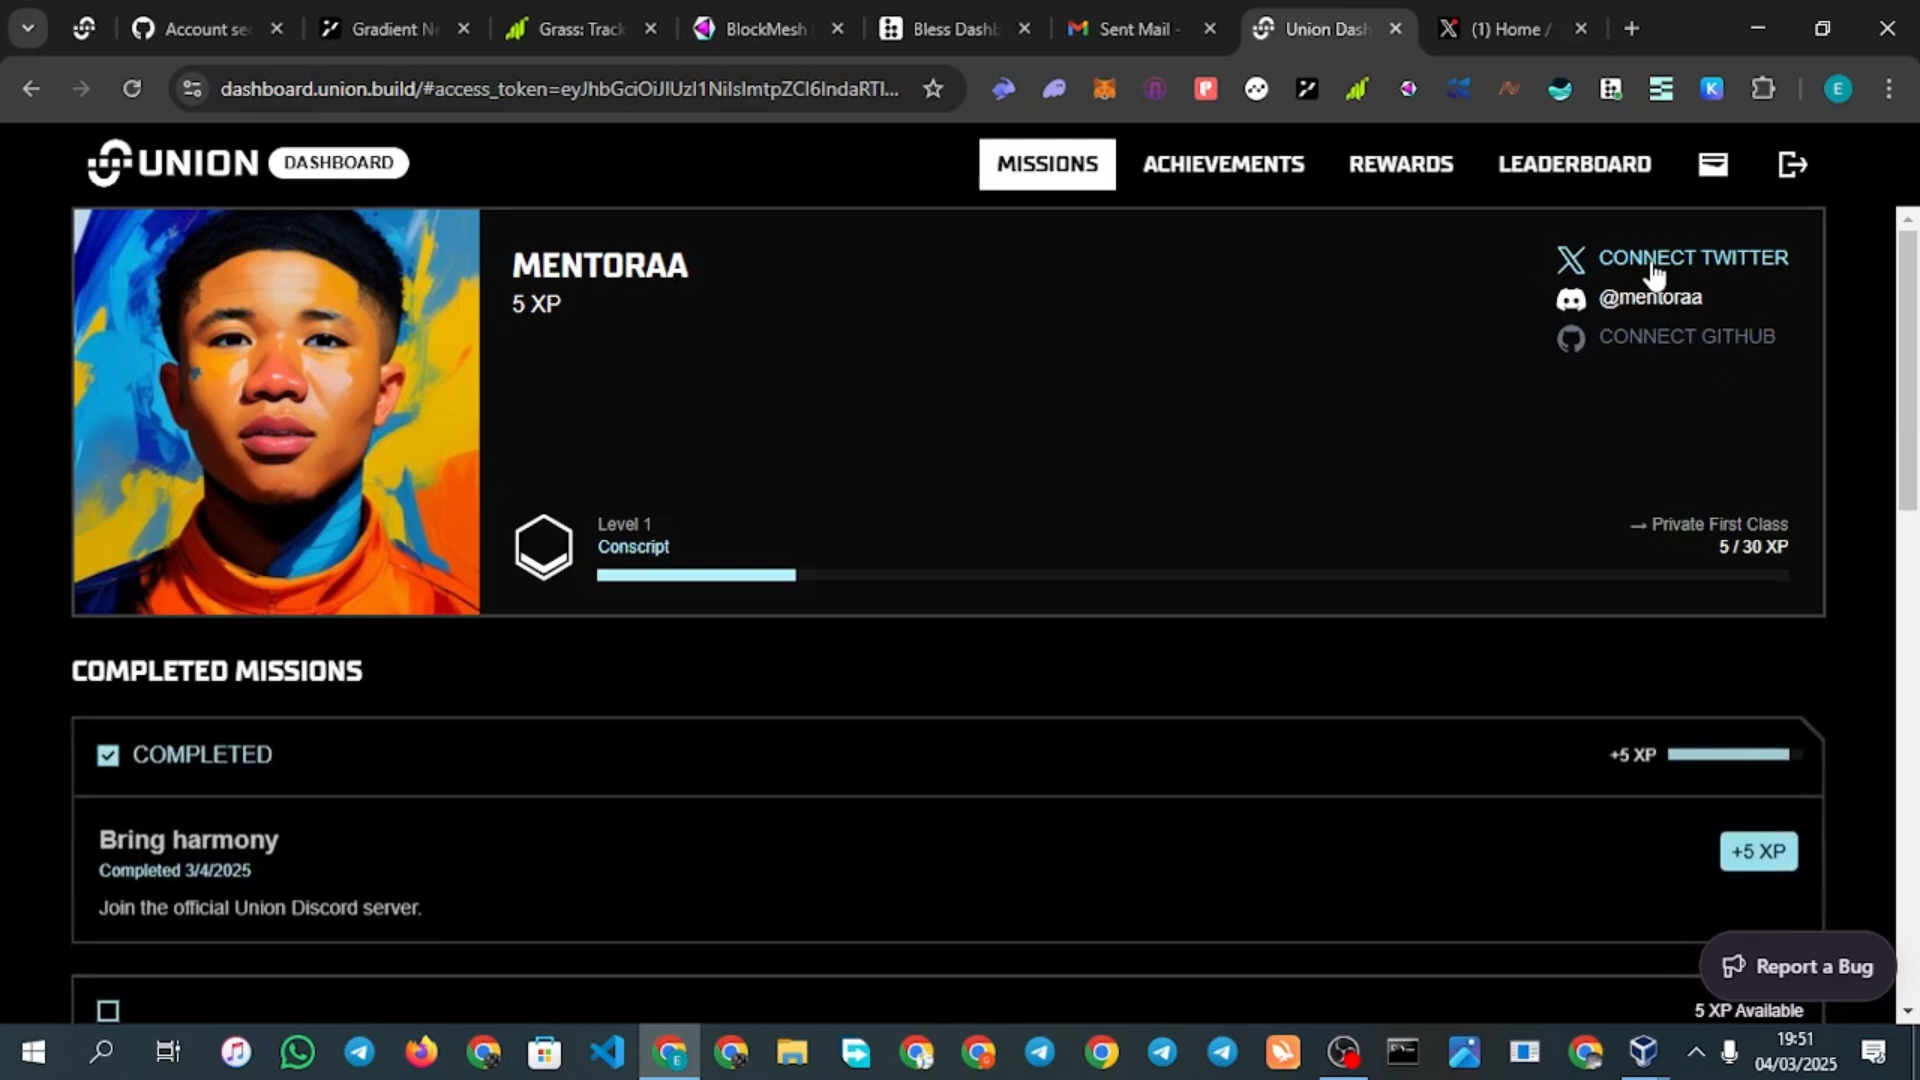 Account se
Gradient N
Grass: Track
BlockMesh
Bless Dashb
Sent Mail -
Union Dash
(1) Home /
dashboard.union.build/#access_token=eyJhbGciOiJIUzI1NiIsImtpZCI6IndaRTl...
K
E
UNION DASHBOARD
MISSIONS
ACHIEVEMENTS
REWARDS
LEADERBOARD
MENTORAA
5 XP
CONNECT TWITTER
@mentoraa
CONNECT GITHUB
Level 1
Conscript
→ Private First Class
5 / 30 XP
COMPLETED MISSIONS
COMPLETED
+5 XP
Bring harmony
Completed 3/4/2025
Join the official Union Discord server.
+5 XP
Report a Bug
5 XP Available
19:51
04/03/2025